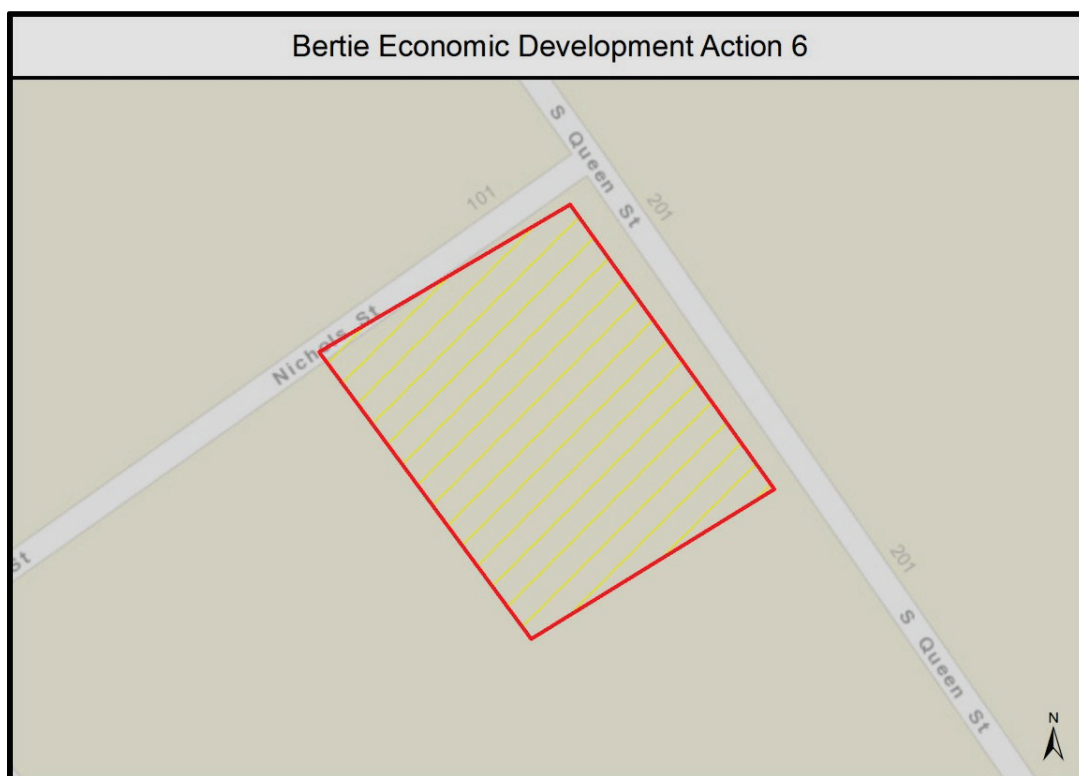 Bertie Economic Development Action 6
S Queen St
101
201
Nichols St
St
201
S Queen St
N